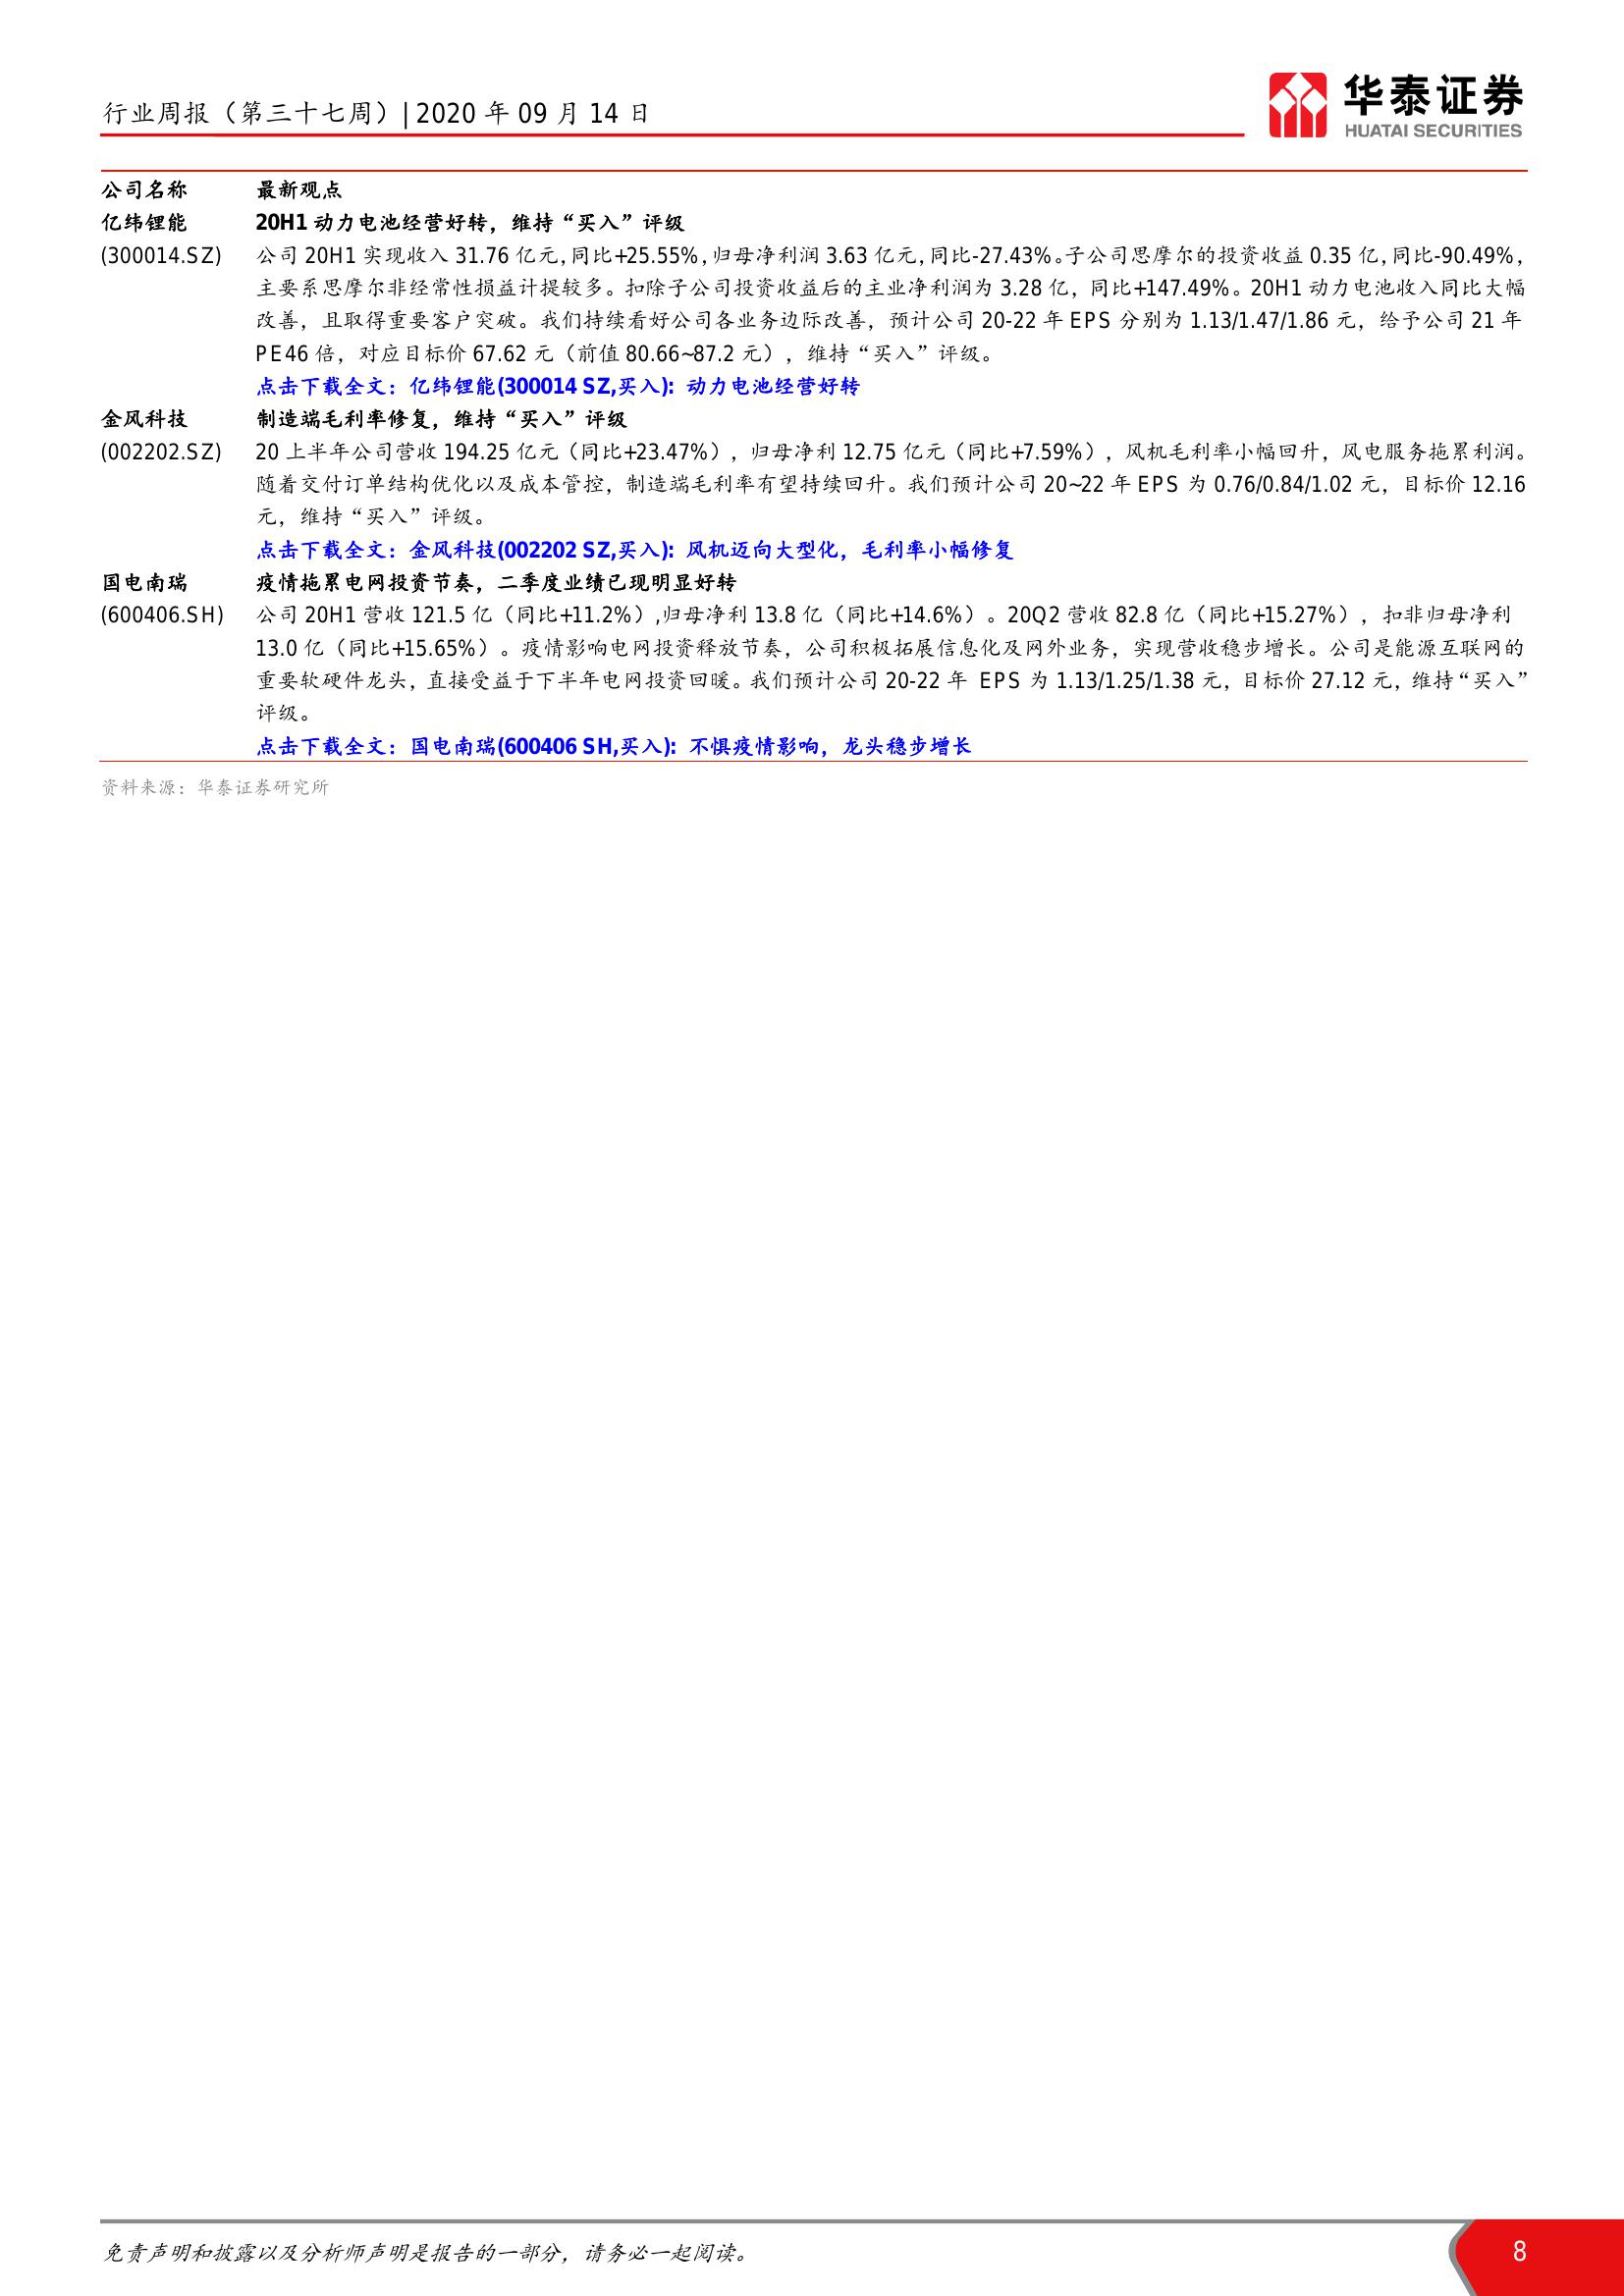 行业周报（第三十七周）| 2020 年 09 月 14 日
华泰证券
HUATAI SECURITIES
公司名称 最新观点
亿纬锂能 20H1 动力电池经营好转，维持“买入”评级
(300014.SZ) 公司 20H1 实现收入 31.76 亿元,同比+25.55%,归母净利润 3.63 亿元,同比-27.43%。子公司思摩尔的投资收益 0.35 亿,同比-90.49%，
主要系思摩尔非经常性损益计提较多。扣除子公司投资收益后的主业净利润为 3.28 亿，同比+147.49%。20H1 动力电池收入同比大幅
改善，且取得重要客户突破。我们持续看好公司各业务边际改善，预计公司 20-22 年 EPS 分别为 1.13/1.47/1.86 元，给予公司 21 年
PE46 倍，对应目标价 67.62 元（前值 80.66~87.2 元），维持“买入”评级。
点击下载全文：亿纬锂能(300014 SZ,买入): 动力电池经营好转
金风科技 制造端毛利率修复，维持“买入”评级
(002202.SZ) 20 上半年公司营收 194.25 亿元（同比+23.47%），归母净利 12.75 亿元（同比+7.59%），风机毛利率小幅回升，风电服务拖累利润。
随着交付订单结构优化以及成本管控，制造端毛利率有望持续回升。我们预计公司 20~22 年 EPS 为 0.76/0.84/1.02 元，目标价 12.16
元，维持“买入”评级。
点击下载全文：金风科技(002202 SZ,买入): 风机迈向大型化，毛利率小幅修复
国电南瑞 疫情拖累电网投资节奏，二季度业绩已现明显好转
(600406.SH) 公司 20H1 营收 121.5 亿（同比+11.2%）,归母净利 13.8 亿（同比+14.6%）。20Q2 营收 82.8 亿（同比+15.27%），扣非归母净利
13.0 亿（同比+15.65%）。疫情影响电网投资释放节奏，公司积极拓展信息化及网外业务，实现营收稳步增长。公司是能源互联网的
重要软硬件龙头，直接受益于下半年电网投资回暖。我们预计公司 20-22 年 EPS 为 1.13/1.25/1.38 元，目标价 27.12 元，维持“买入”
评级。
点击下载全文：国电南瑞(600406 SH,买入): 不惧疫情影响，龙头稳步增长
资料来源：华泰证券研究所
免责声明和披露以及分析师声明是报告的一部分，请务必一起阅读。
8